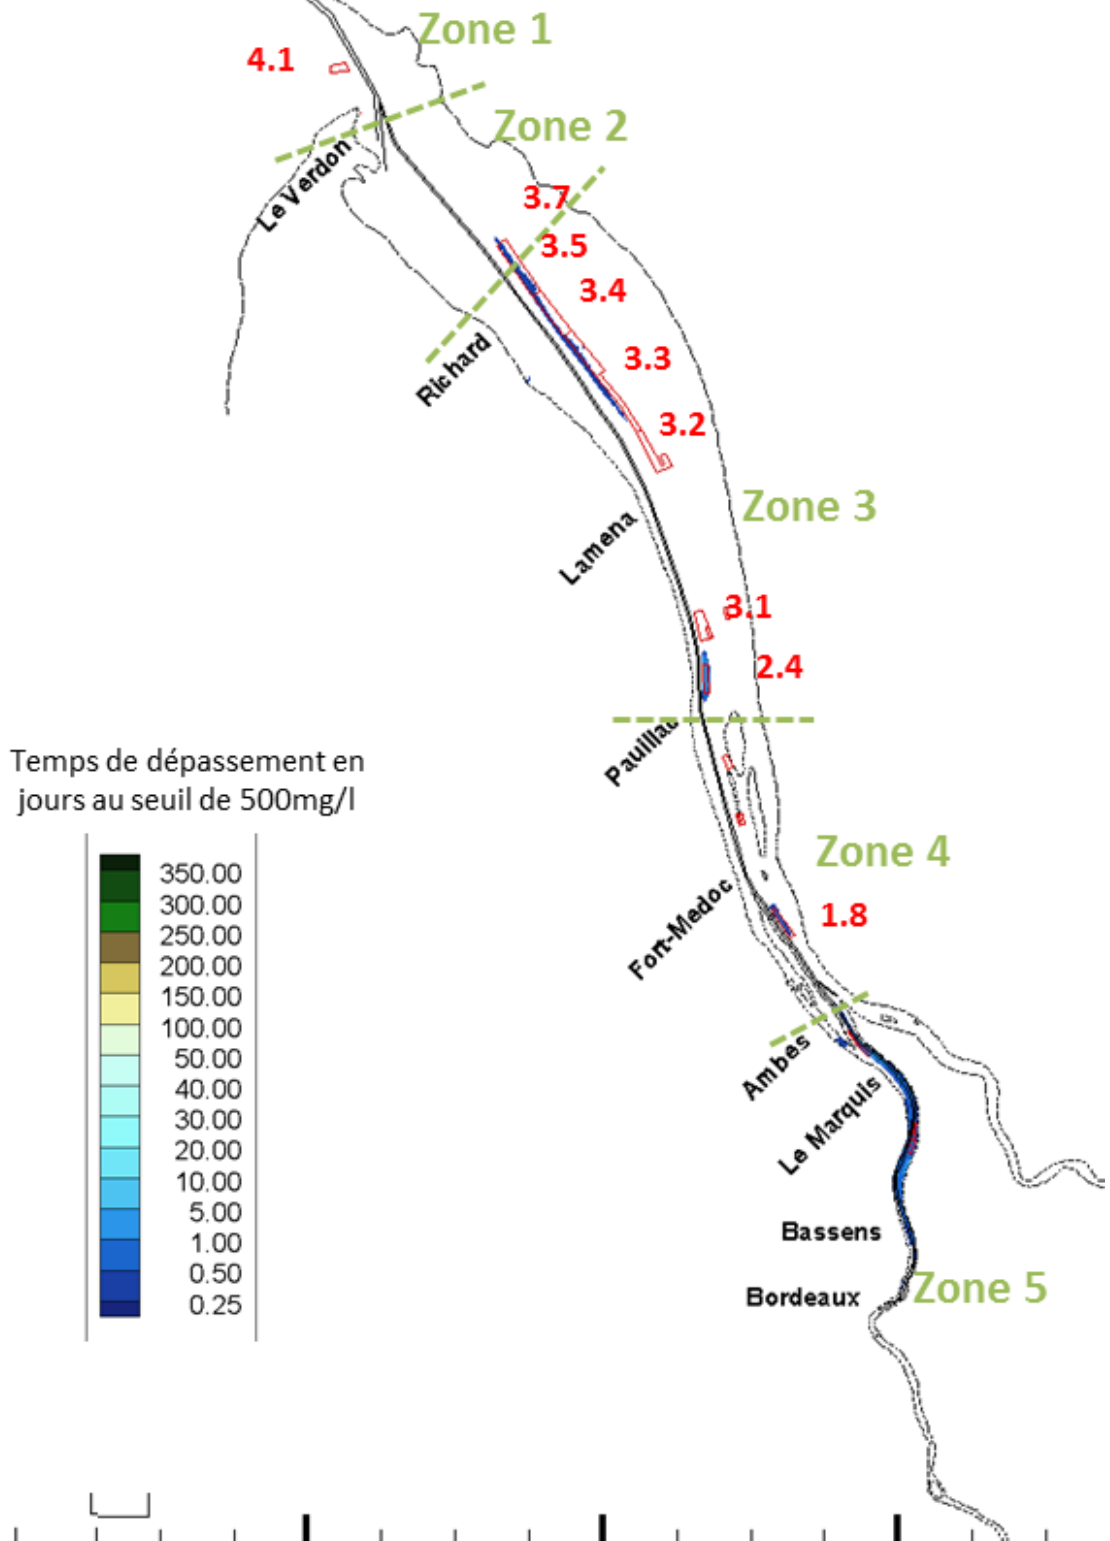 Zone 1
4.1
Zone 2
Le Verdon
3.7
3.5
3.4
Richard
3.3
3.2
Zone 3
Lamena
3.1
2.4
Pauillac
Temps de dépassement en
jours au seuil de 500mg/l
Zone 4
350.00
300.00
250.00
200.00
150.00
100.00
50.00
40.00
30.00
20.00
10.00
5.00
1.00
0.50
0.25
Fort-Medoc
1.8
Ambes
Le Marquis
Bassens
Zone 5
Bordeaux